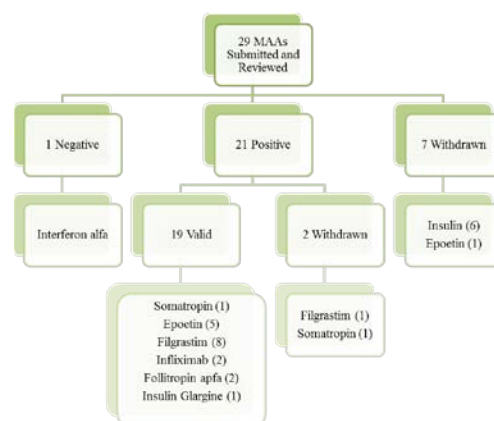 29 MAAs
Submitted and
Reviewed
1 Negative
21 Positive
7 Withdrawn
Interferon alfa
19 Valid
2 Withdrawn
Insulin (6)
Epoetin (1)
Somatropin (1)
Epoetin (5)
Filgrastim (8)
Infliximab (2)
Follitropin apfa (2)
Insulin Glargine (1)
Filgrastim (1)
Somatropin (1)